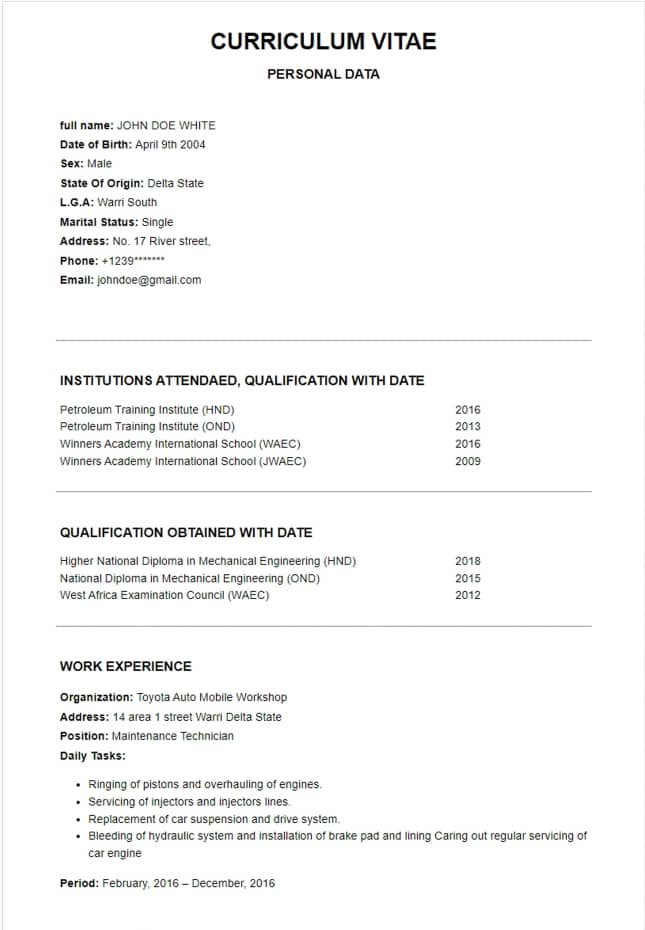 CURRICULUM VITAE
PERSONAL DATA
full name: JOHN DOE WHITE
Date of Birth: April 9th 2004
Sex: Male
State Of Origin: Delta State
L.G.A: Warri South
Marital Status: Single
Address: No. 17 River street,
Phone: +1239*******
Email: johndoe@gmail.com
INSTITUTIONS ATTENDAED, QUALIFICATION WITH DATE
Petroleum Training Institute (HND) 2016
Petroleum Training Institute (OND) 2013
Winners Academy International School (WAEC) 2016
Winners Academy International School (JWAEC) 2009
QUALIFICATION OBTAINED WITH DATE
Higher National Diploma in Mechanical Engineering (HND) 2018
National Diploma in Mechanical Engineering (OND) 2015
West Africa Examination Council (WAEC) 2012
WORK EXPERIENCE
Organization: Toyota Auto Mobile Workshop
Address: 14 area 1 street Warri Delta State
Position: Maintenance Technician
Daily Tasks:
• Ringing of pistons and overhauling of engines.
• Servicing of injectors and injectors lines.
• Replacement of car suspension and drive system.
• Bleeding of hydraulic system and installation of brake pad and lining Caring out regular servicing of
car engine
Period: February, 2016 – December, 2016